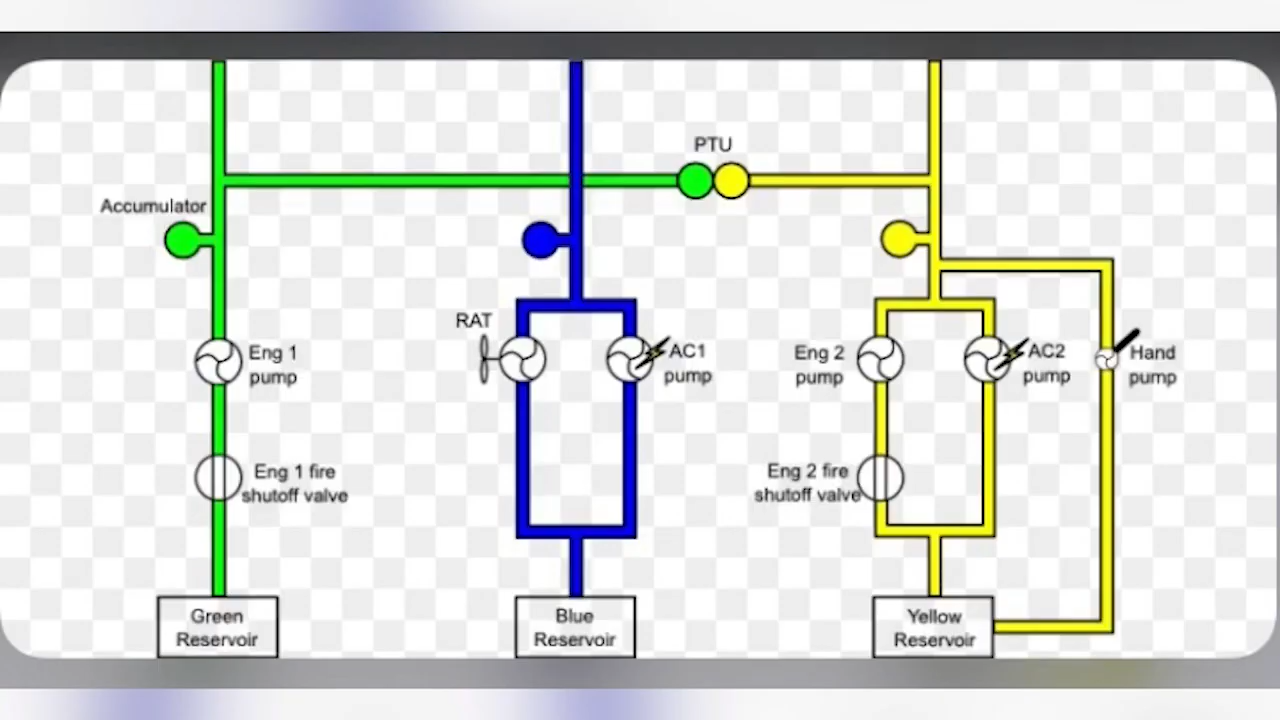 PTU
Accumulator
RAT
Eng 1
pump
AC1
pump
Eng 2
pump
AC2
pump
Hand
pump
Eng 1 fire
shutoff valve
Eng 2 fire
shutoff valve
Green
Reservoir
Blue
Reservoir
Yellow
Reservoir